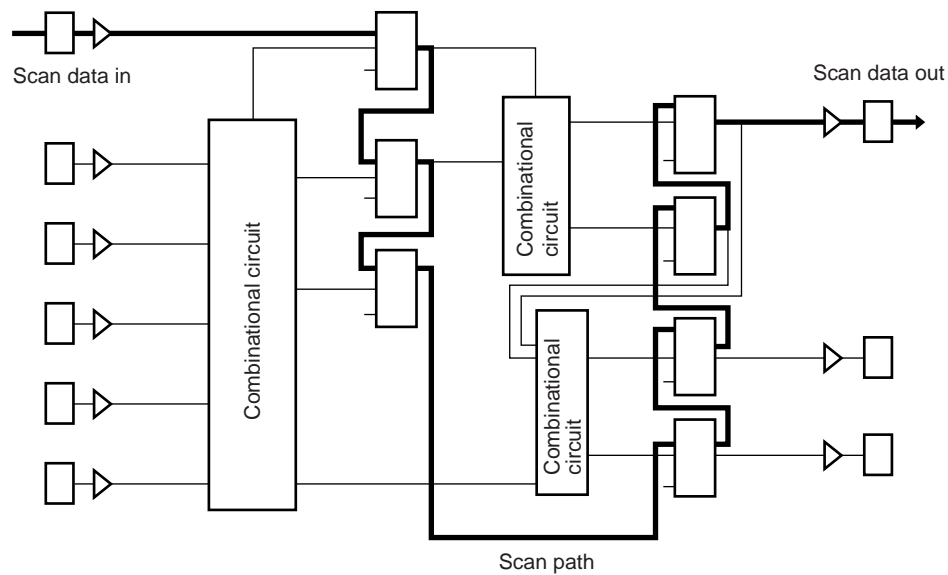 Scan data in
Scan data out
Combinational circuit
Combinational
circuit
Combinational
circuit
Scan path